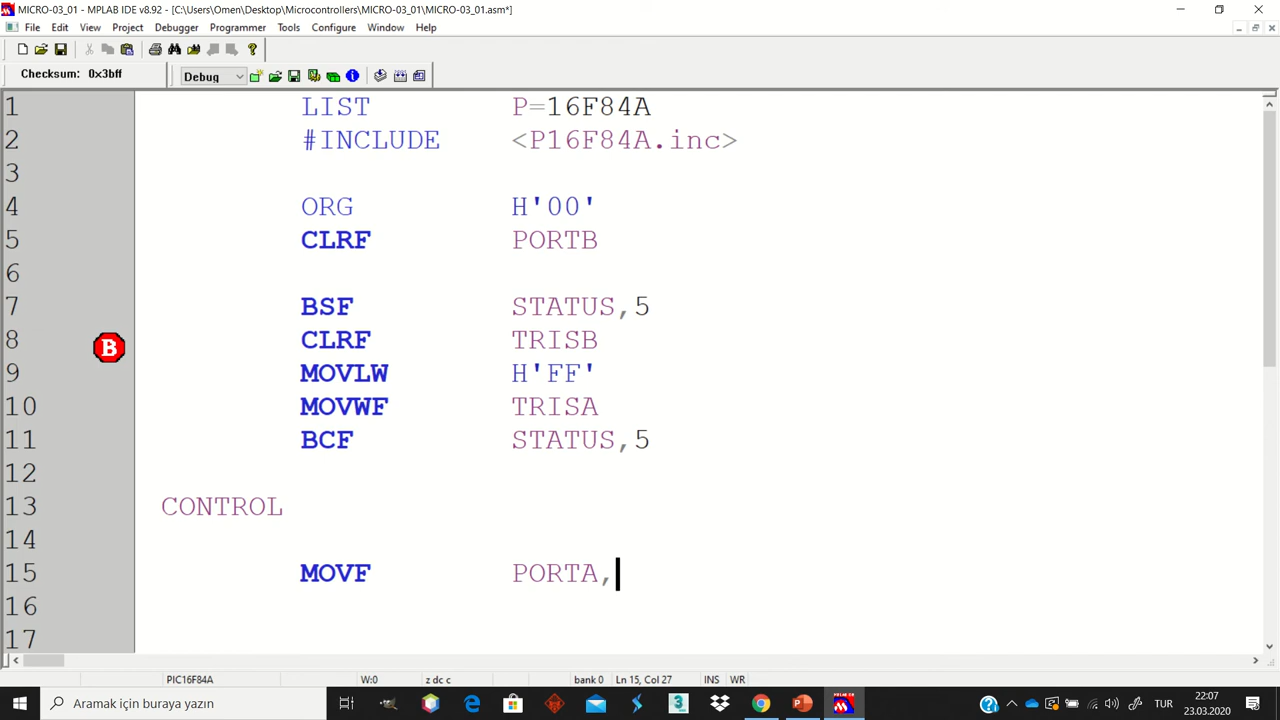 MICRO-03_01 - MPLAB IDE v8.92 - [C:\Users\Omen\Desktop\Microcontrollers\MICRO-03_01\MICRO-03_01.asm*]
File Edit View Project Debugger Programmer Tools Configure Window Help
Checksum: 0x3bff Debug
1 LIST P=16F84A
2 #INCLUDE <P16F84A.inc>
3
4 ORG H'00'
5 CLRF PORTB
6
7 BSF STATUS,5
8 B CLRF TRISB
9 MOVLW H'FF'
10 MOVWF TRISA
11 BCF STATUS,5
12
13 CONTROL
14
15 MOVF PORTA,
16
17
PIC16F84A W:0 z dc c bank 0 Ln 15, Col 27 INS WR
Aramak için buraya yazın TUR 22:07
23.03.2020